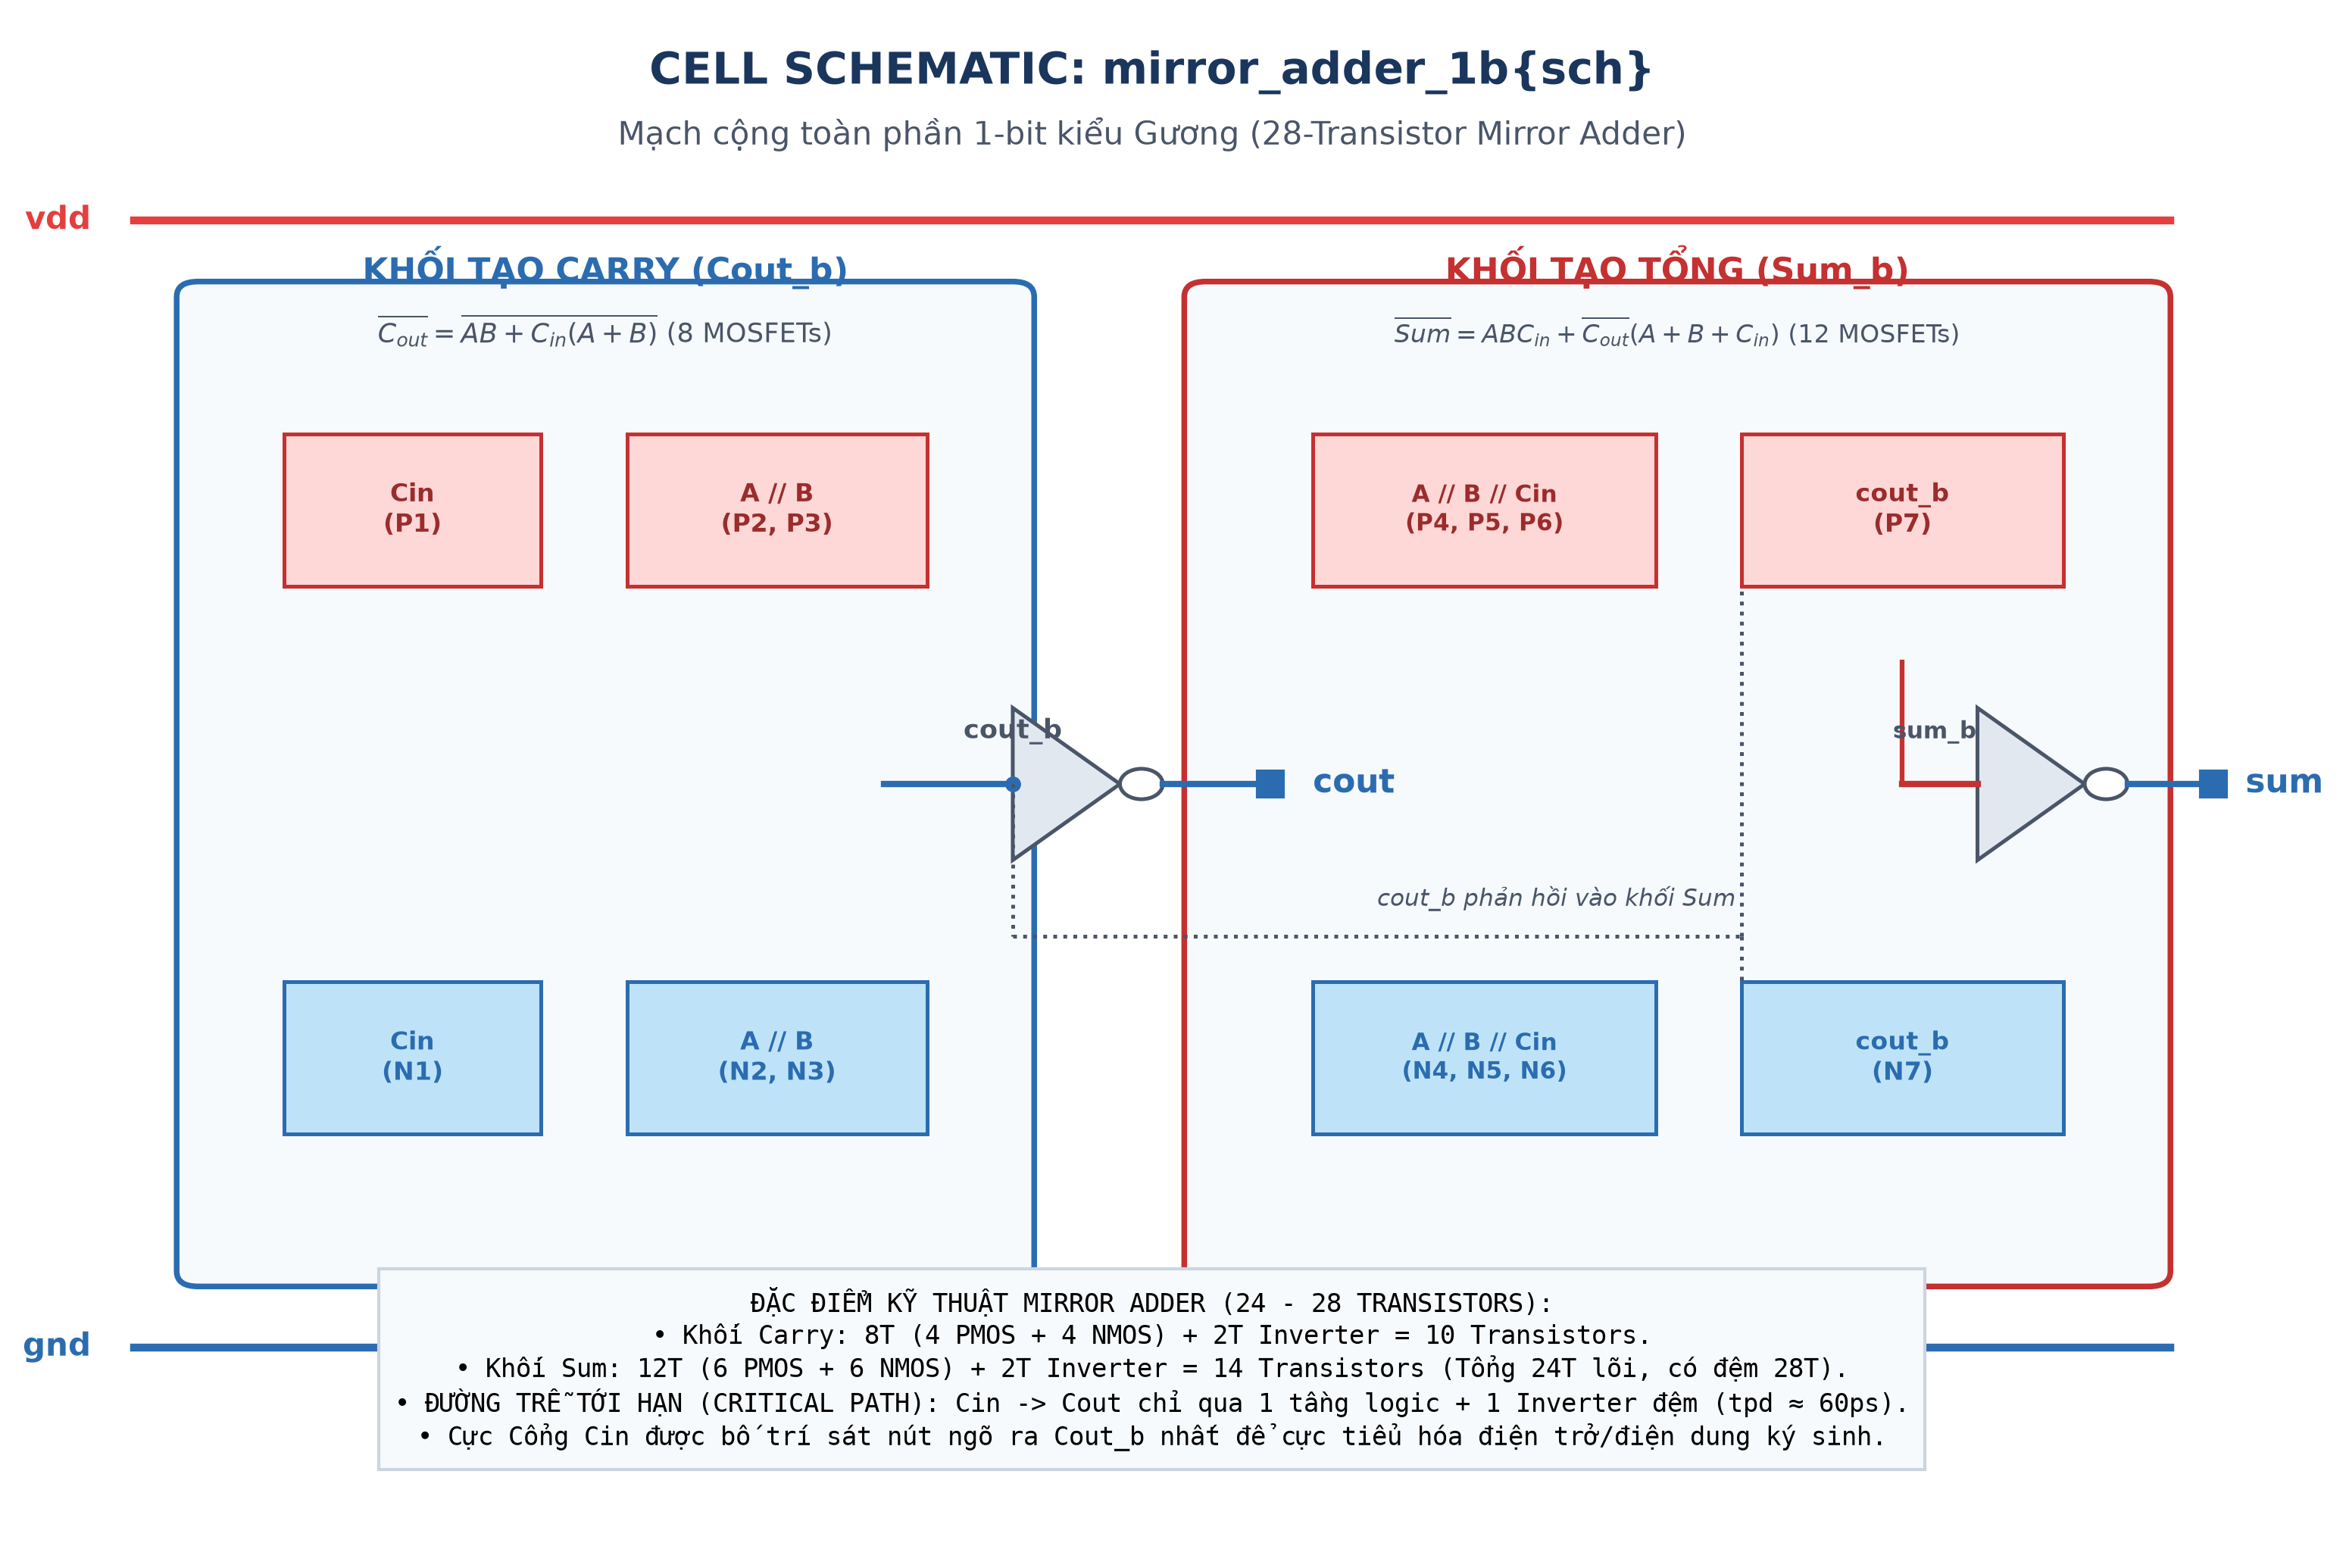 CELL SCHEMATIC: mirror_adder_1b{sch}
Mạch cộng toàn phần 1-bit kiểu Gương (28-Transistor Mirror Adder)
vdd
KHỐI TẠO CARRY (Cout_b)
$\overline{C_{out}} = \overline{AB + C_{in}(A + B)}$ (8 MOSFETs)
Cin
(P1)
A // B
(P2, P3)
cout_b
cout
Cin
(N1)
A // B
(N2, N3)
KHỐI TẠO TỔNG (Sum_b)
$\overline{Sum} = ABC_{in} + \overline{C_{out}}(A + B + C_{in})$ (12 MOSFETs)
A // B // Cin
(P4, P5, P6)
cout_b
(P7)
sum_b
sum
cout_b phản hồi vào khối Sum
A // B // Cin
(N4, N5, N6)
cout_b
(N7)
gnd
ĐẶC ĐIỂM KỸ THUẬT MIRROR ADDER (24 - 28 TRANSISTORS):
• Khối Carry: 8T (4 PMOS + 4 NMOS) + 2T Inverter = 10 Transistors.
• Khối Sum: 12T (6 PMOS + 6 NMOS) + 2T Inverter = 14 Transistors (Tổng 24T lõi, có đệm 28T).
• ĐƯỜNG TRỄ TỚI HẠN (CRITICAL PATH): Cin -> Cout chỉ qua 1 tầng logic + 1 Inverter đệm (tpd ≈ 60ps).
• Cực Cổng Cin được bố trí sát nút ngõ ra Cout_b nhất để cực tiểu hóa điện trở/điện dung ký sinh.